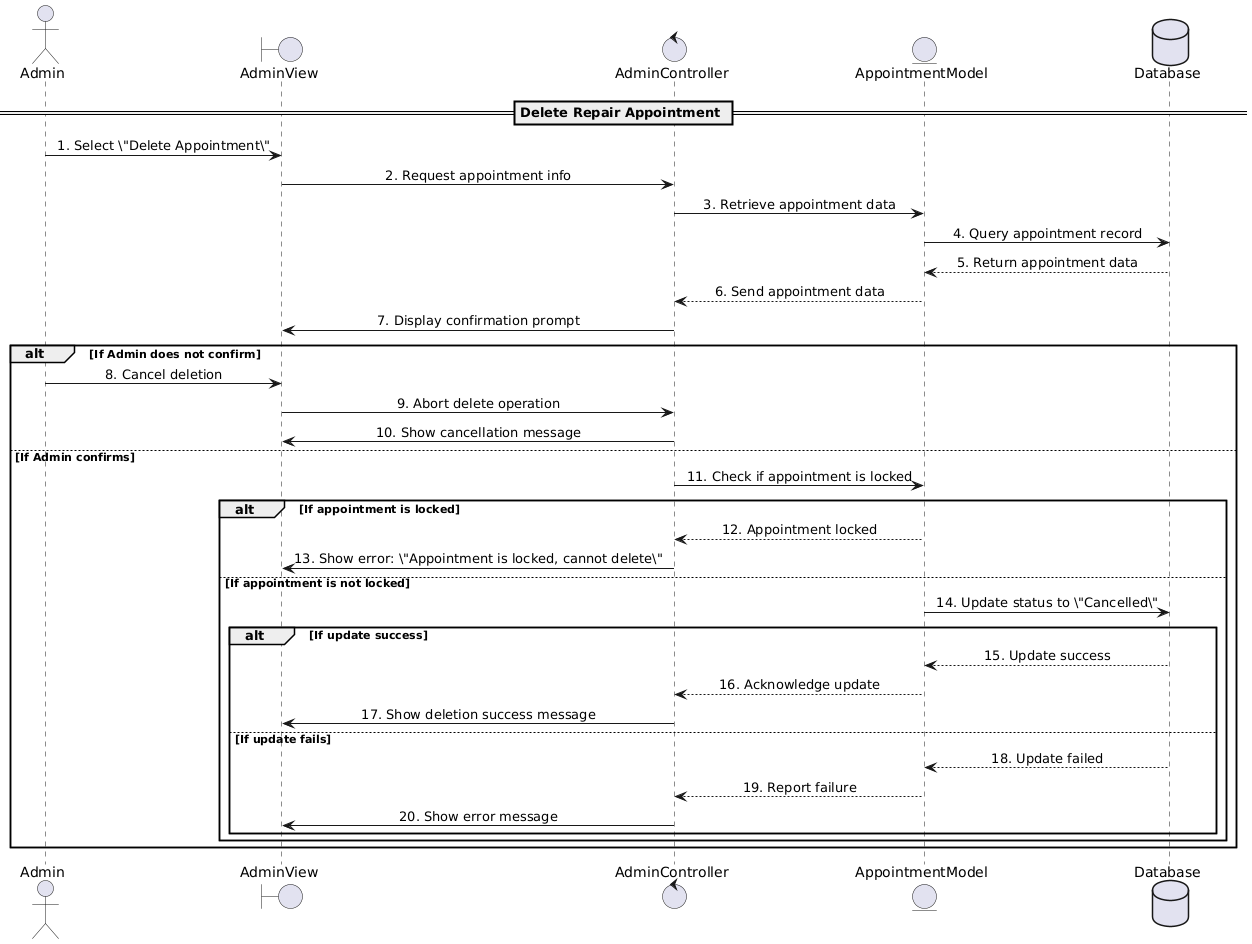 Admin
AdminView
AdminController
AppointmentModel
Database
Delete Repair Appointment
1. Select \"Delete Appointment\"
2. Request appointment info
3. Retrieve appointment data
4. Query appointment record
5. Return appointment data
6. Send appointment data
7. Display confirmation prompt
alt [If Admin does not confirm]
8. Cancel deletion
9. Abort delete operation
10. Show cancellation message
[If Admin confirms]
11. Check if appointment is locked
alt [If appointment is locked]
12. Appointment locked
13. Show error: \"Appointment is locked, cannot delete\"
[If appointment is not locked]
14. Update status to \"Cancelled\"
alt [If update success]
15. Update success
16. Acknowledge update
17. Show deletion success message
[If update fails]
18. Update failed
19. Report failure
20. Show error message
Admin
AdminView
AdminController
AppointmentModel
Database